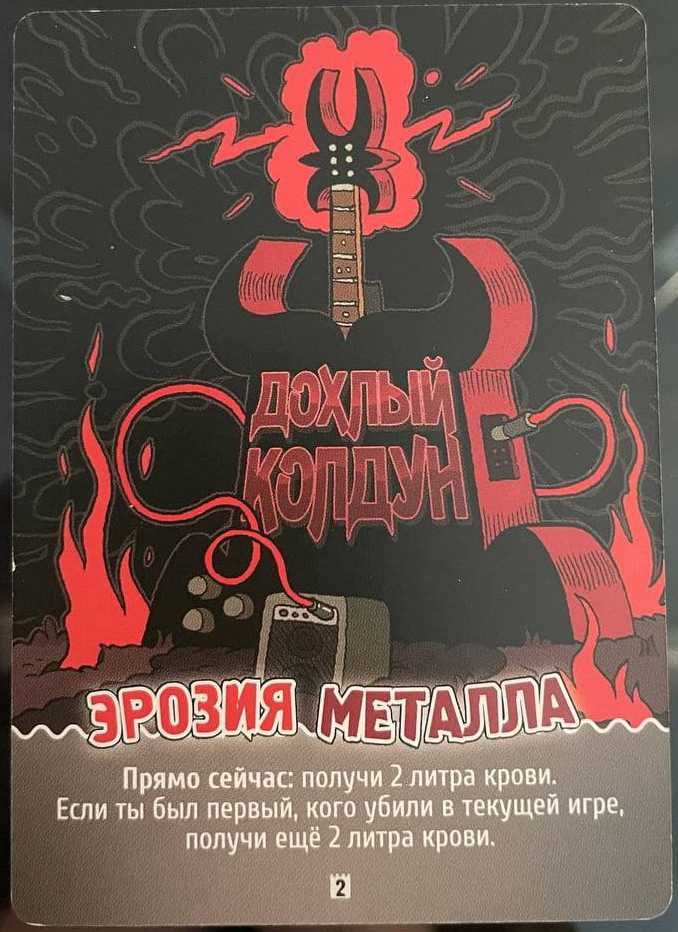 ДОХЛЫЙ
КОЛДУН
ЭРОЗИЯ МЕТАЛЛА
Прямо сейчас: получи 2 литра крови.
Если ты был первый, кого убили в текущей игре,
получи ещё 2 литра крови.
2